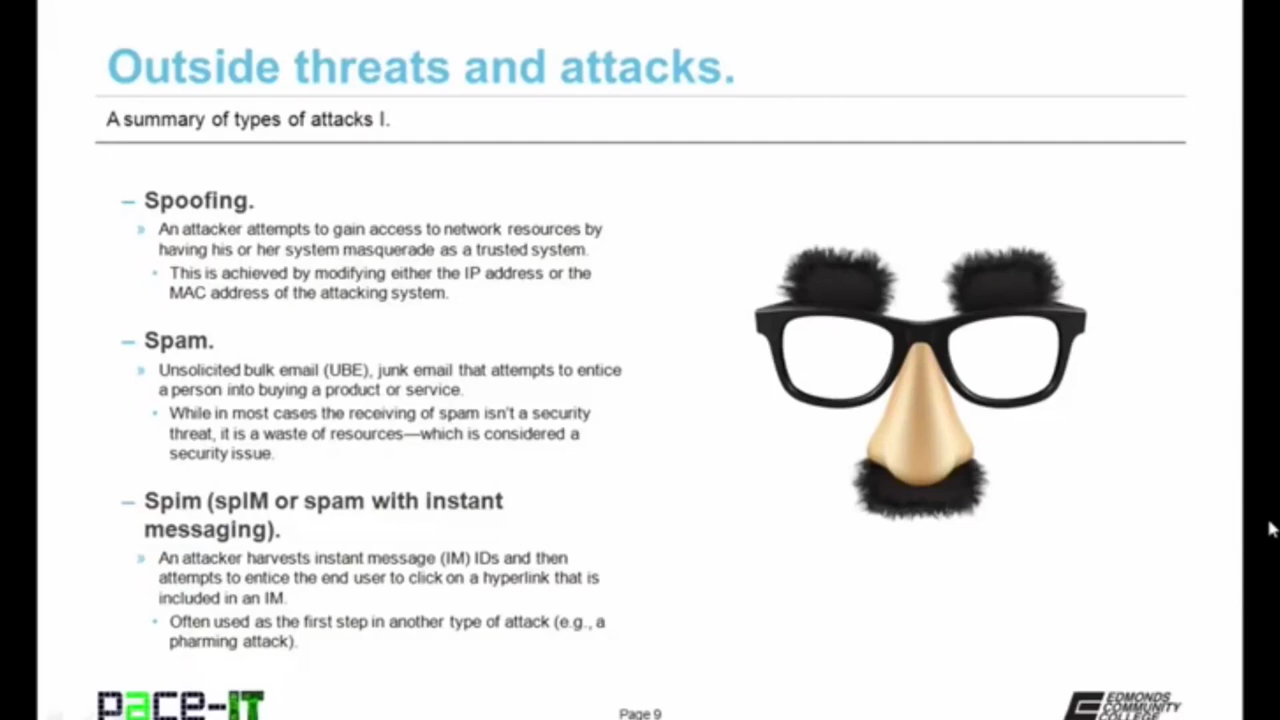 Outside threats and attacks.
A summary of types of attacks I.
– Spoofing.
» An attacker attempts to gain access to network resources by
having his or her system masquerade as a trusted system.
• This is achieved by modifying either the IP address or the
MAC address of the attacking system.
– Spam.
» Unsolicited bulk email (UBE), junk email that attempts to entice
a person into buying a product or service.
• While in most cases the receiving of spam isn't a security
threat, it is a waste of resources—which is considered a
security issue.
– Spim (spIM or spam with instant
messaging).
» An attacker harvests instant message (IM) IDs and then
attempts to entice the end user to click on a hyperlink that is
included in an IM.
• Often used as the first step in another type of attack (e.g., a
pharming attack).
pace-IT
Page 9
EDMONDS
COMMUNITY
COLLEGE